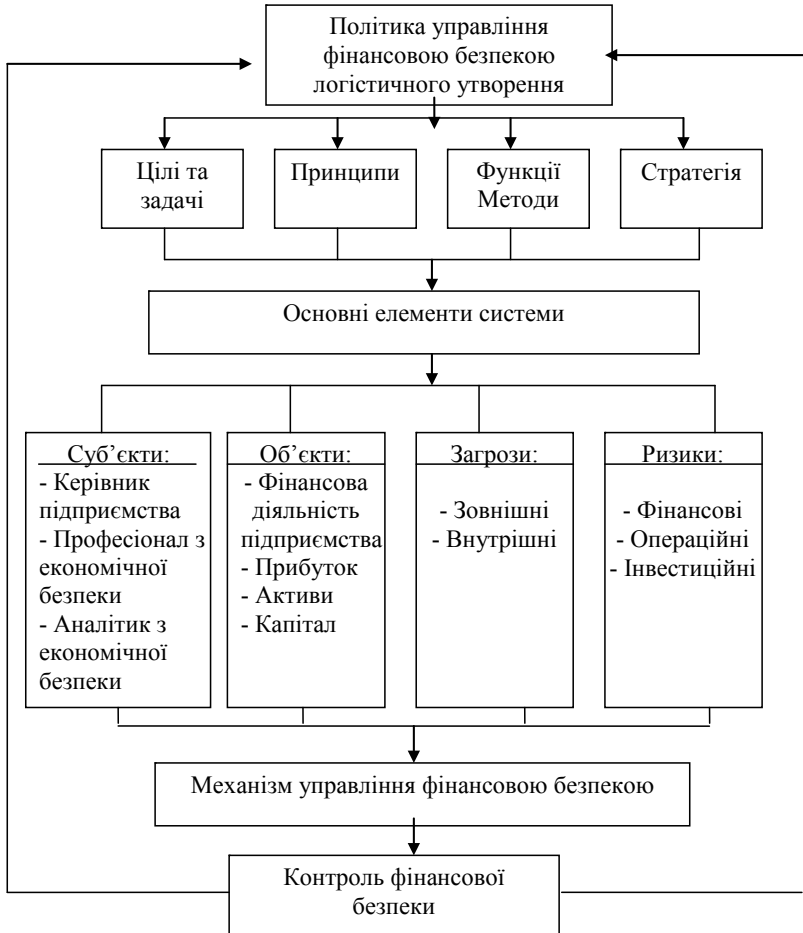 Політика управління
фінансовою безпекою
логістичного утворення
Цілі та
задачі
Принципи
Функції
Методи
Стратегія
Основні елементи системи
Суб’єкти:
- Керівник
підприємства
- Професіонал з
економічної
безпеки
- Аналітик з
економічної
безпеки
Об’єкти:
- Фінансова
діяльність
підприємства
- Прибуток
- Активи
- Капітал
Загрози:
- Зовнішні
- Внутрішні
Ризики:
- Фінансові
- Операційні
- Інвестиційні
Механізм управління фінансовою безпекою
Контроль фінансової
безпеки